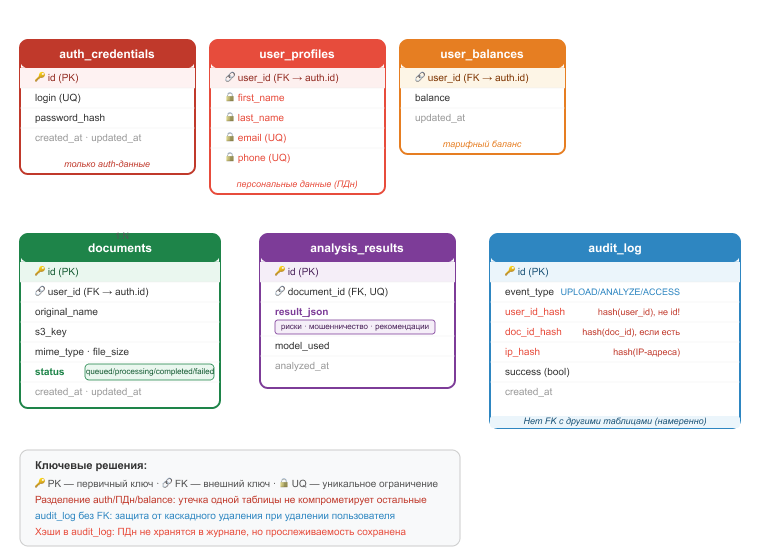 auth_credentials
🔑 id (PK)
login (UQ)
password_hash
created_at · updated_at
только auth-данные
user_profiles
🔗 user_id (FK → auth.id)
🔒 first_name
🔒 last_name
🔒 email (UQ)
🔒 phone (UQ)
персональные данные (ПДн)
user_balances
🔗 user_id (FK → auth.id)
balance
updated_at
тарифный баланс
documents
🔑 id (PK)
🔗 user_id (FK → auth.id)
original_name
s3_key
mime_type · file_size
status queued/processing/completed/failed
created_at · updated_at
analysis_results
🔑 id (PK)
🔗 document_id (FK, UQ)
result_json
риски · мошенничество · рекомендации
model_used
analyzed_at
audit_log
🔑 id (PK)
event_type UPLOAD/ANALYZE/ACCESS
user_id_hash hash(user_id), не id!
doc_id_hash hash(doc_id), если есть
ip_hash hash(IP-адреса)
success (bool)
created_at
Нет FK с другими таблицами (намеренно)
Ключевые решения:
🔑 PK — первичный ключ · 🔗 FK — внешний ключ · 🔒 UQ — уникальное ограничение
Разделение auth/ПДн/balance: утечка одной таблицы не компрометирует остальные
audit_log без FK: защита от каскадного удаления при удалении пользователя
Хэши в audit_log: ПДн не хранятся в журнале, но прослеживаемость сохранена